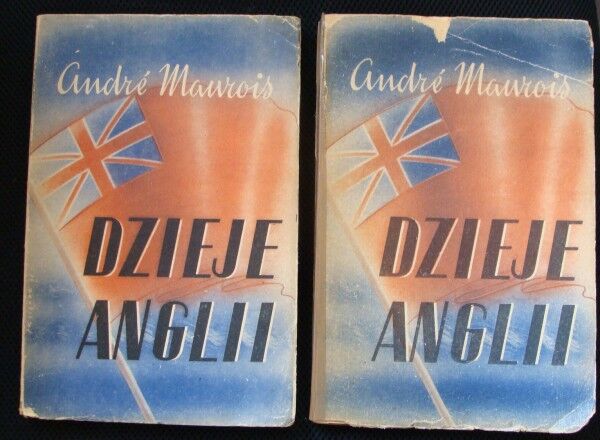 André Maurois
DZIEJE
ANGLII
André Maurois
DZIEJE
ANGLII